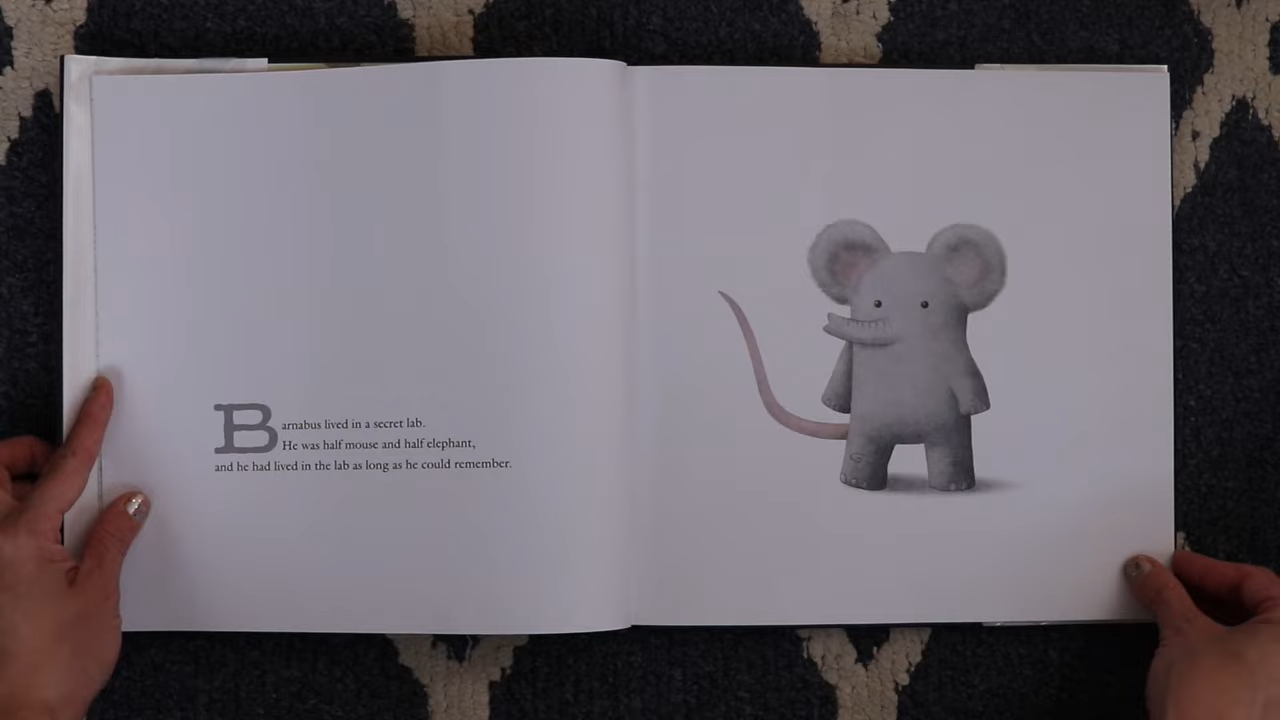 Barnabus lived in a secret lab.
He was half mouse and half elephant,
and he had lived in the lab as long as he could remember.